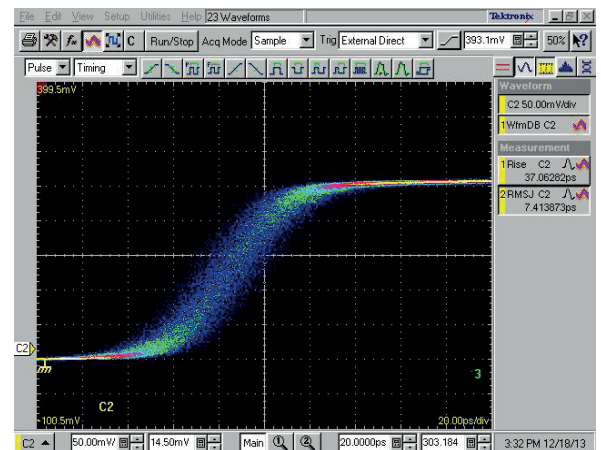 File Edit View Setup Utilities Help 23 Waveforms Tektronix
C Run/Stop Acq Mode Sample Trig External Direct 393.1mV 50%
Pulse Timing
399.5mV
Waveform
C2 50.00mV/div
1 WfmDB C2
Measurement
1 Rise C2
37.06282ps
2 RMSJ C2
7.413873ps
C2
3
C2
-100.5mV 20.00ps/div
C2 50.00mV/ 14.50mV Main 1 2 20.0000ps 303.184 3:32 PM 12/18/13